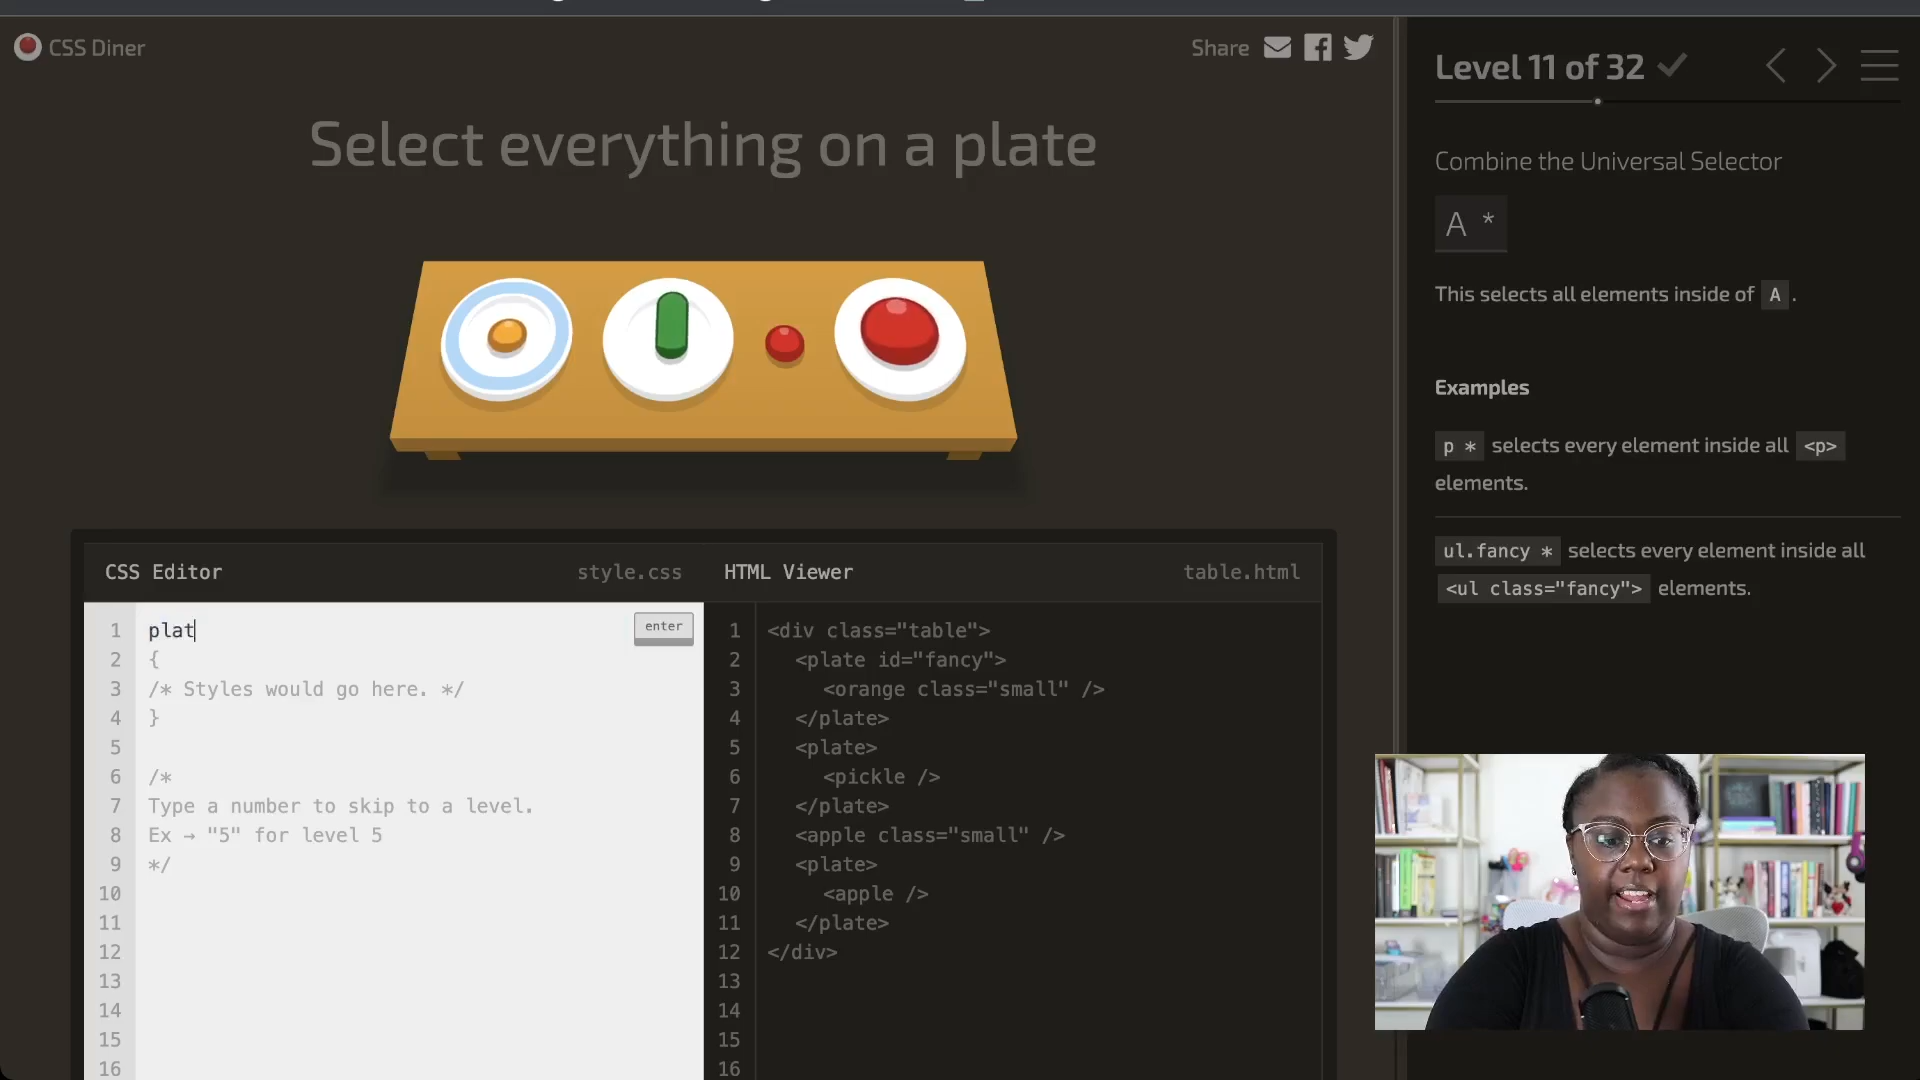 CSS Diner
Share
Select everything on a plate
CSS Editor
style.css
HTML Viewer
table.html
1 plat
enter
2 {
3 /* Styles would go here. */
4 }
5
6 /*
7 Type a number to skip to a level.
8 Ex → "5" for level 5
9 */
10
11
12
13
14
15
16
1 <div class="table">
2 <plate id="fancy">
3 <orange class="small" />
4 </plate>
5 <plate>
6 <pickle />
7 </plate>
8 <apple class="small" />
9 <plate>
10 <apple />
11 </plate>
12 </div>
13
14
15
16
Level 11 of 32
Combine the Universal Selector
A *
This selects all elements inside of A .
Examples
p * selects every element inside all <p>
elements.
ul.fancy * selects every element inside all
<ul class="fancy"> elements.